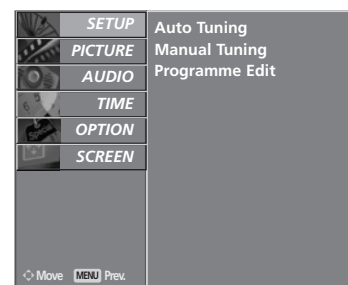 SETUP
PICTURE
AUDIO
TIME
OPTION
SCREEN
Auto Tuning
Manual Tuning
Programme Edit
Move MENU Prev.